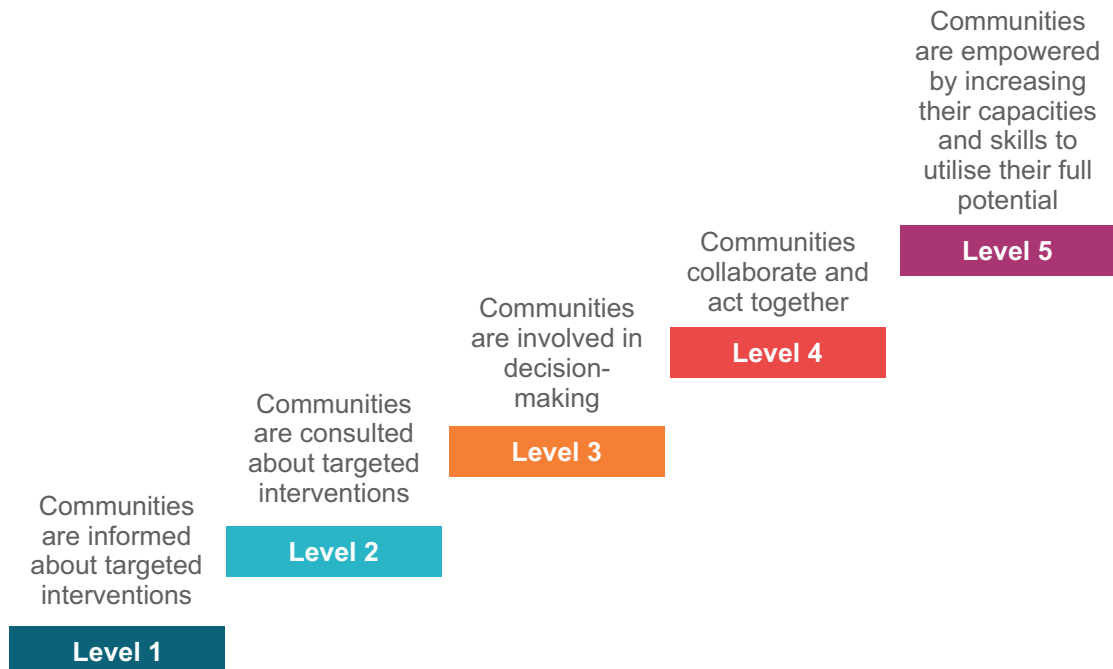 Communities
are informed
about targeted
interventions
Level 1
Communities
are consulted
about targeted
interventions
Level 2
Communities
are involved in
decision-
making
Level 3
Communities
collaborate and
act together
Level 4
Communities
are empowered
by increasing
their capacities
and skills to
utilise their full
potential
Level 5